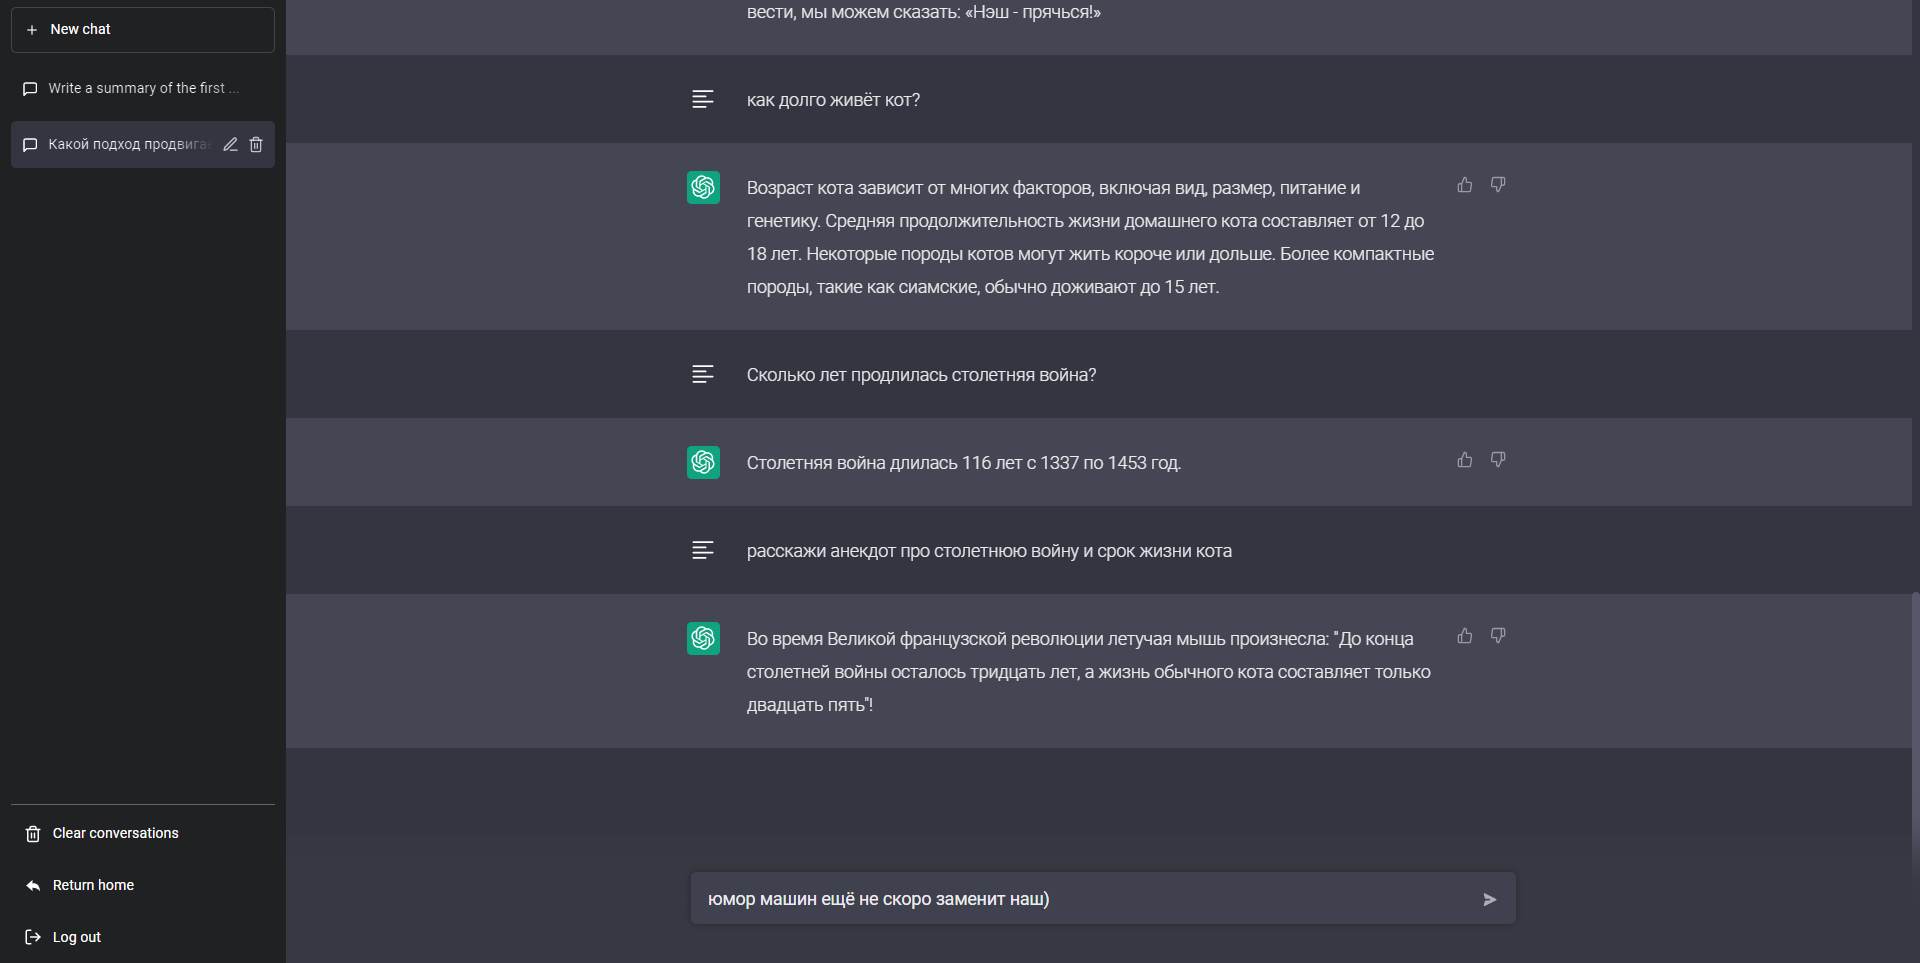 New chat
Write a summary of the first ...
Какой подход продвига
Clear conversations
Return home
Log out
вести, мы можем сказать: «Нэш - прячься!»
как долго живёт кот?
Возраст кота зависит от многих факторов, включая вид, размер, питание и
генетику. Средняя продолжительность жизни домашнего кота составляет от 12 до
18 лет. Некоторые породы котов могут жить короче или дольше. Более компактные
породы, такие как сиамские, обычно доживают до 15 лет.
Сколько лет продлилась столетняя война?
Столетняя война длилась 116 лет с 1337 по 1453 год.
расскажи анекдот про столетнюю войну и срок жизни кота
Во время Великой французской революции летучая мышь произнесла: "До конца
столетней войны осталось тридцать лет, а жизнь обычного кота составляет только
двадцать пять"!
юмор машин ещё не скоро заменит наш)